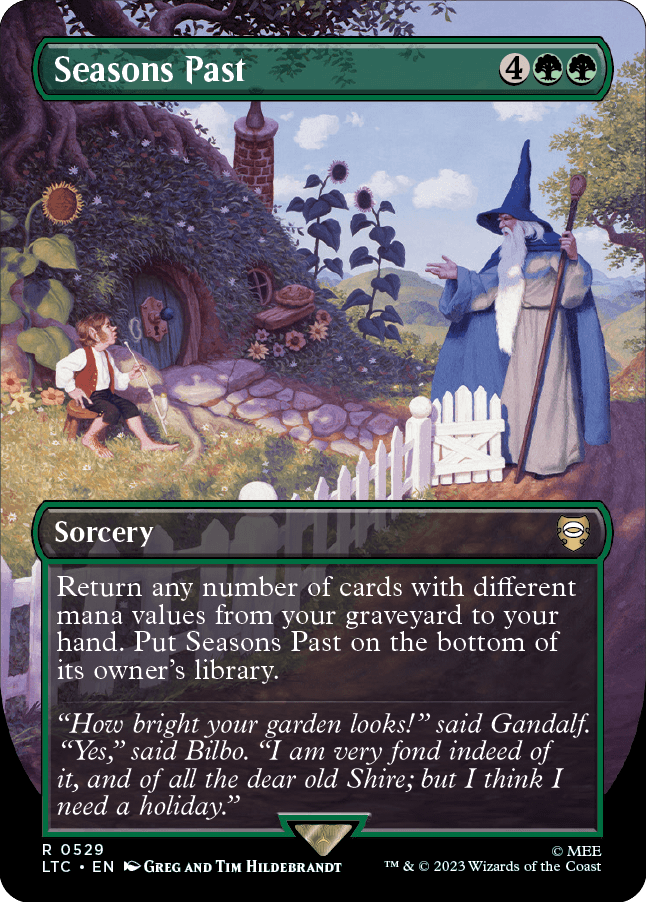 Seasons Past 4
Sorcery
Return any number of cards with different
mana values from your graveyard to your
hand. Put Seasons Past on the bottom of
its owner’s library.
“How bright your garden looks!” said Gandalf.
“Yes,” said Bilbo. “I am very fond indeed of
it, and of all the dear old Shire; but I think I
need a holiday.”
R 0529
LTC • EN Greg and Tim Hildebrandt
© MEE
™ & © 2023 Wizards of the Coast